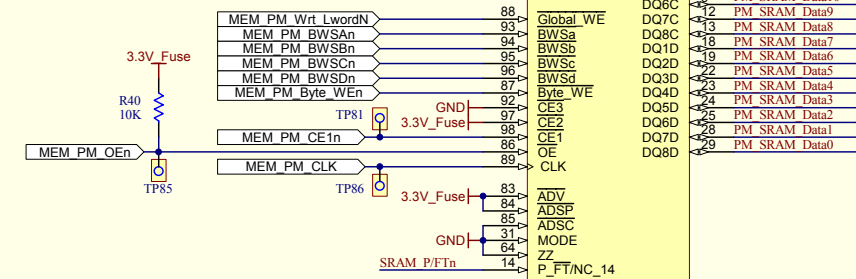 DQ6C
MEM_PM_Wrt_LwordN 88 Global_WE DQ7C 12 PM_SRAM_Data9
MEM_PM_BWSAn 93 BWSa DQ8C 13 PM_SRAM_Data8
MEM_PM_BWSBn 94 BWSb DQ1D 18 PM_SRAM_Data7
MEM_PM_BWSCn 95 BWSc DQ2D 19 PM_SRAM_Data6
MEM_PM_BWSDn 96 BWSd DQ3D 22 PM_SRAM_Data5
MEM_PM_Byte_WEn 87 Byte_WE DQ4D 23 PM_SRAM_Data4
3.3V_Fuse
R40
10K
TP81
GND 92 CE3 DQ5D 24 PM_SRAM_Data3
3.3V_Fuse 97 CE2 DQ6D 25 PM_SRAM_Data2
MEM_PM_CE1n 98 CE1 DQ7D 28 PM_SRAM_Data1
MEM_PM_OEn 86 OE DQ8D 29 PM_SRAM_Data0
MEM_PM_CLK 89 CLK
TP85
TP86
3.3V_Fuse 83 ADV
84 ADSP
85 ADSC
GND 31 MODE
64 ZZ
SRAM_P/FTn 14 P_FT/NC_14